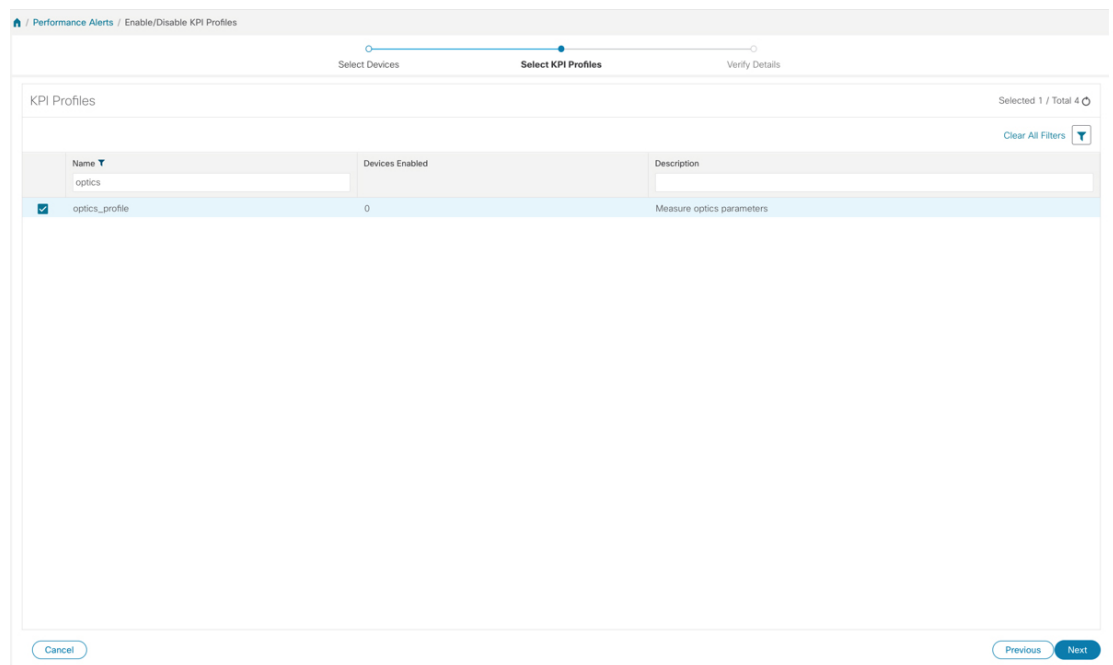 / Performance Alerts / Enable/Disable KPI Profiles
Select Devices Select KPI Profiles Verify Details
KPI Profiles Selected 1 / Total 4
Clear All Filters
Name Devices Enabled Description
optics
optics_profile 0 Measure optics parameters
Cancel Previous Next